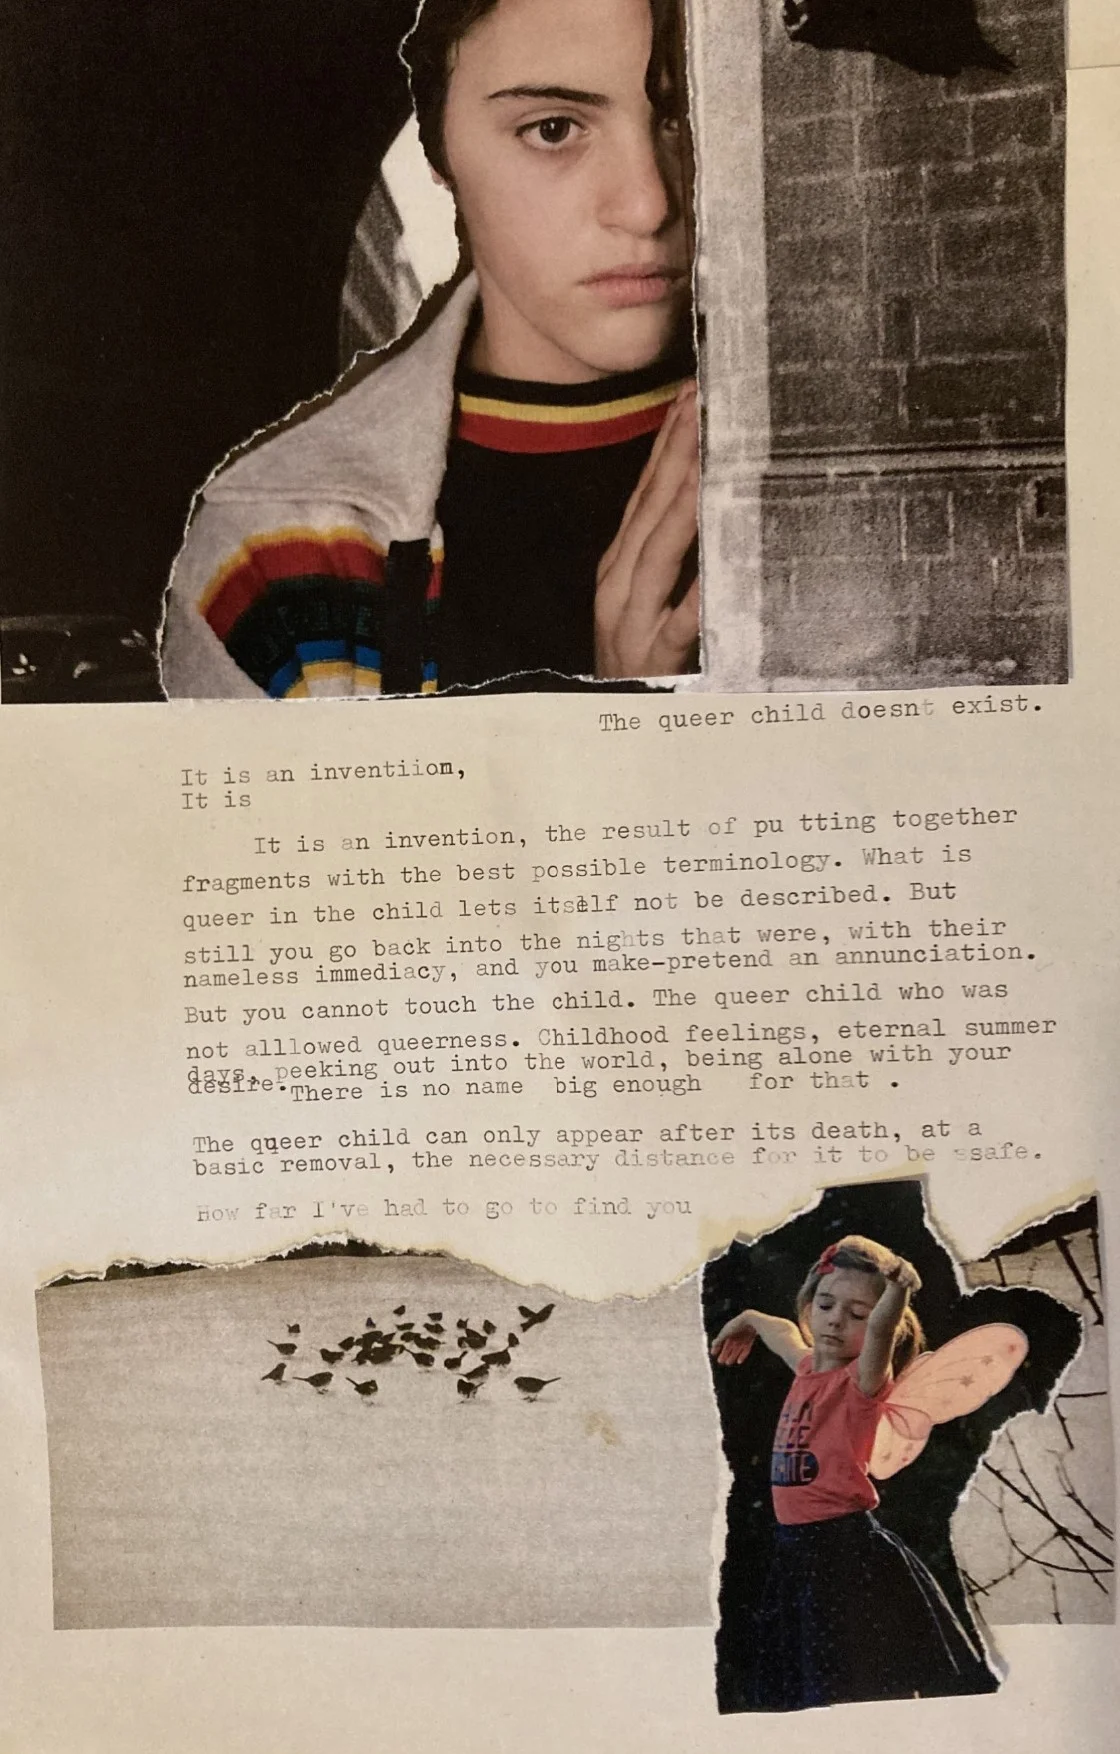 The queer child doesnt exist.
It is an inventiiom,
It is
It is an invention, the result of pu tting together
fragments with the best possible terminology. What is
queer in the child lets itself not be described. But
still you go back into the nights that were, with their
nameless immediacy, and you make-pretend an annunciation.
But you cannot touch the child. The queer child who was
not alllowed queerness. Childhood feelings, eternal summer
days, peeking out into the world, being alone with your
desire. There is no name big enough for that .
The queer child can only appear after its death, at a
basic removal, the necessary distance for it to be safe.
How far I've had to go to find you